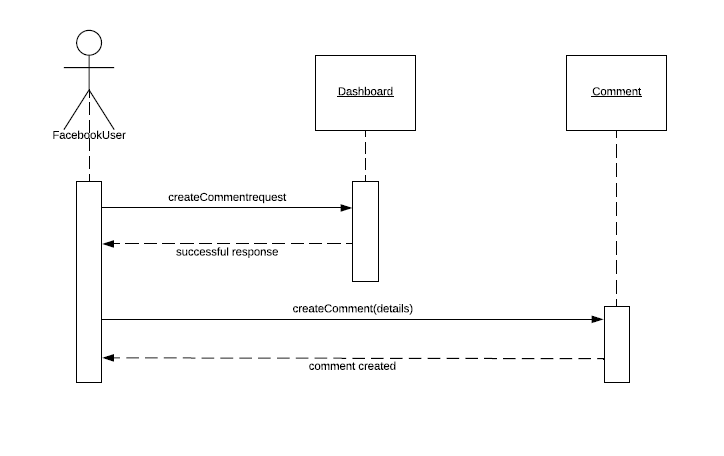 Dashboard
Comment
FacebookUser
createCommentrequest
successful response
createComment(details)
comment created